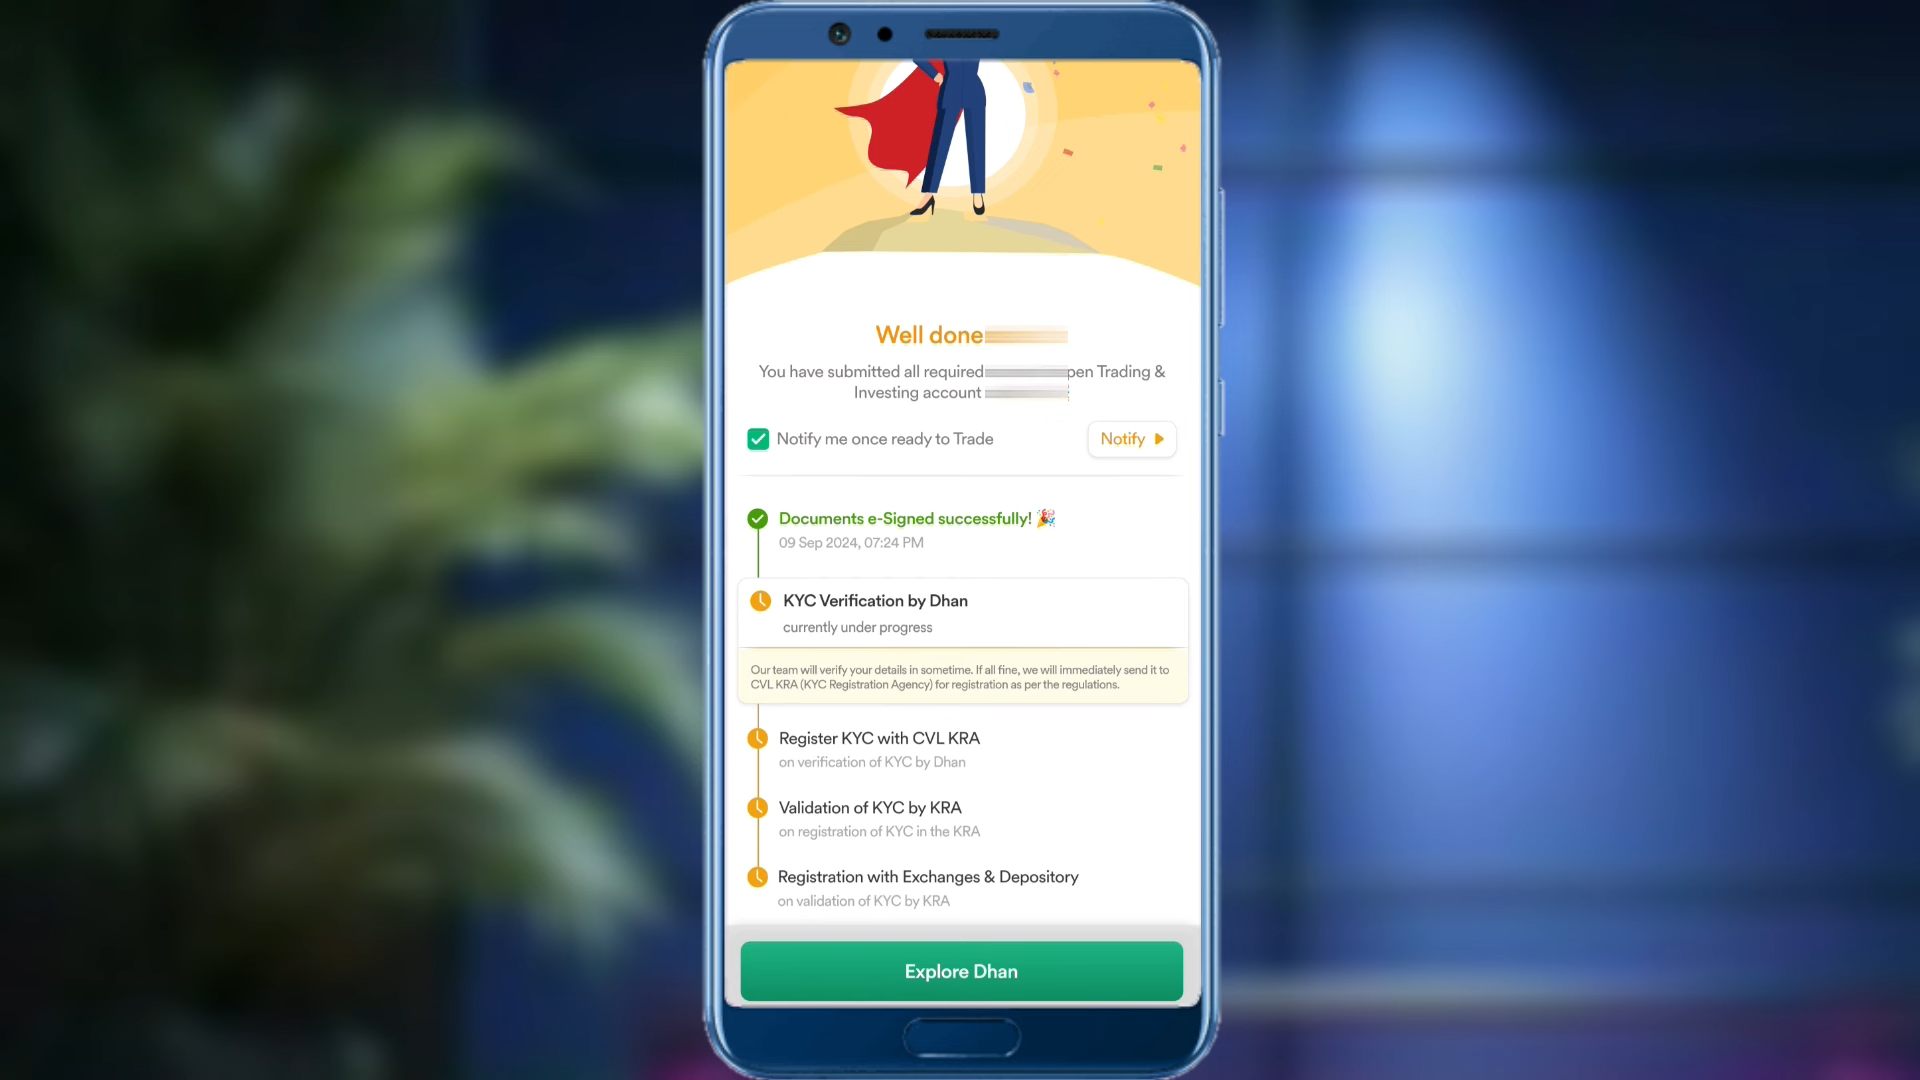 Well done
You have submitted all required pen Trading &
Investing account
Notify me once ready to Trade
Notify
Documents e-Signed successfully! 🎉
09 Sep 2024, 07:24 PM
KYC Verification by Dhan
currently under progress
Our team will verify your details in sometime. If all fine, we will immediately send it to
CVL KRA (KYC Registration Agency) for registration as per the regulations.
Register KYC with CVL KRA
on verification of KYC by Dhan
Validation of KYC by KRA
on registration of KYC in the KRA
Registration with Exchanges & Depository
on validation of KYC by KRA
Explore Dhan